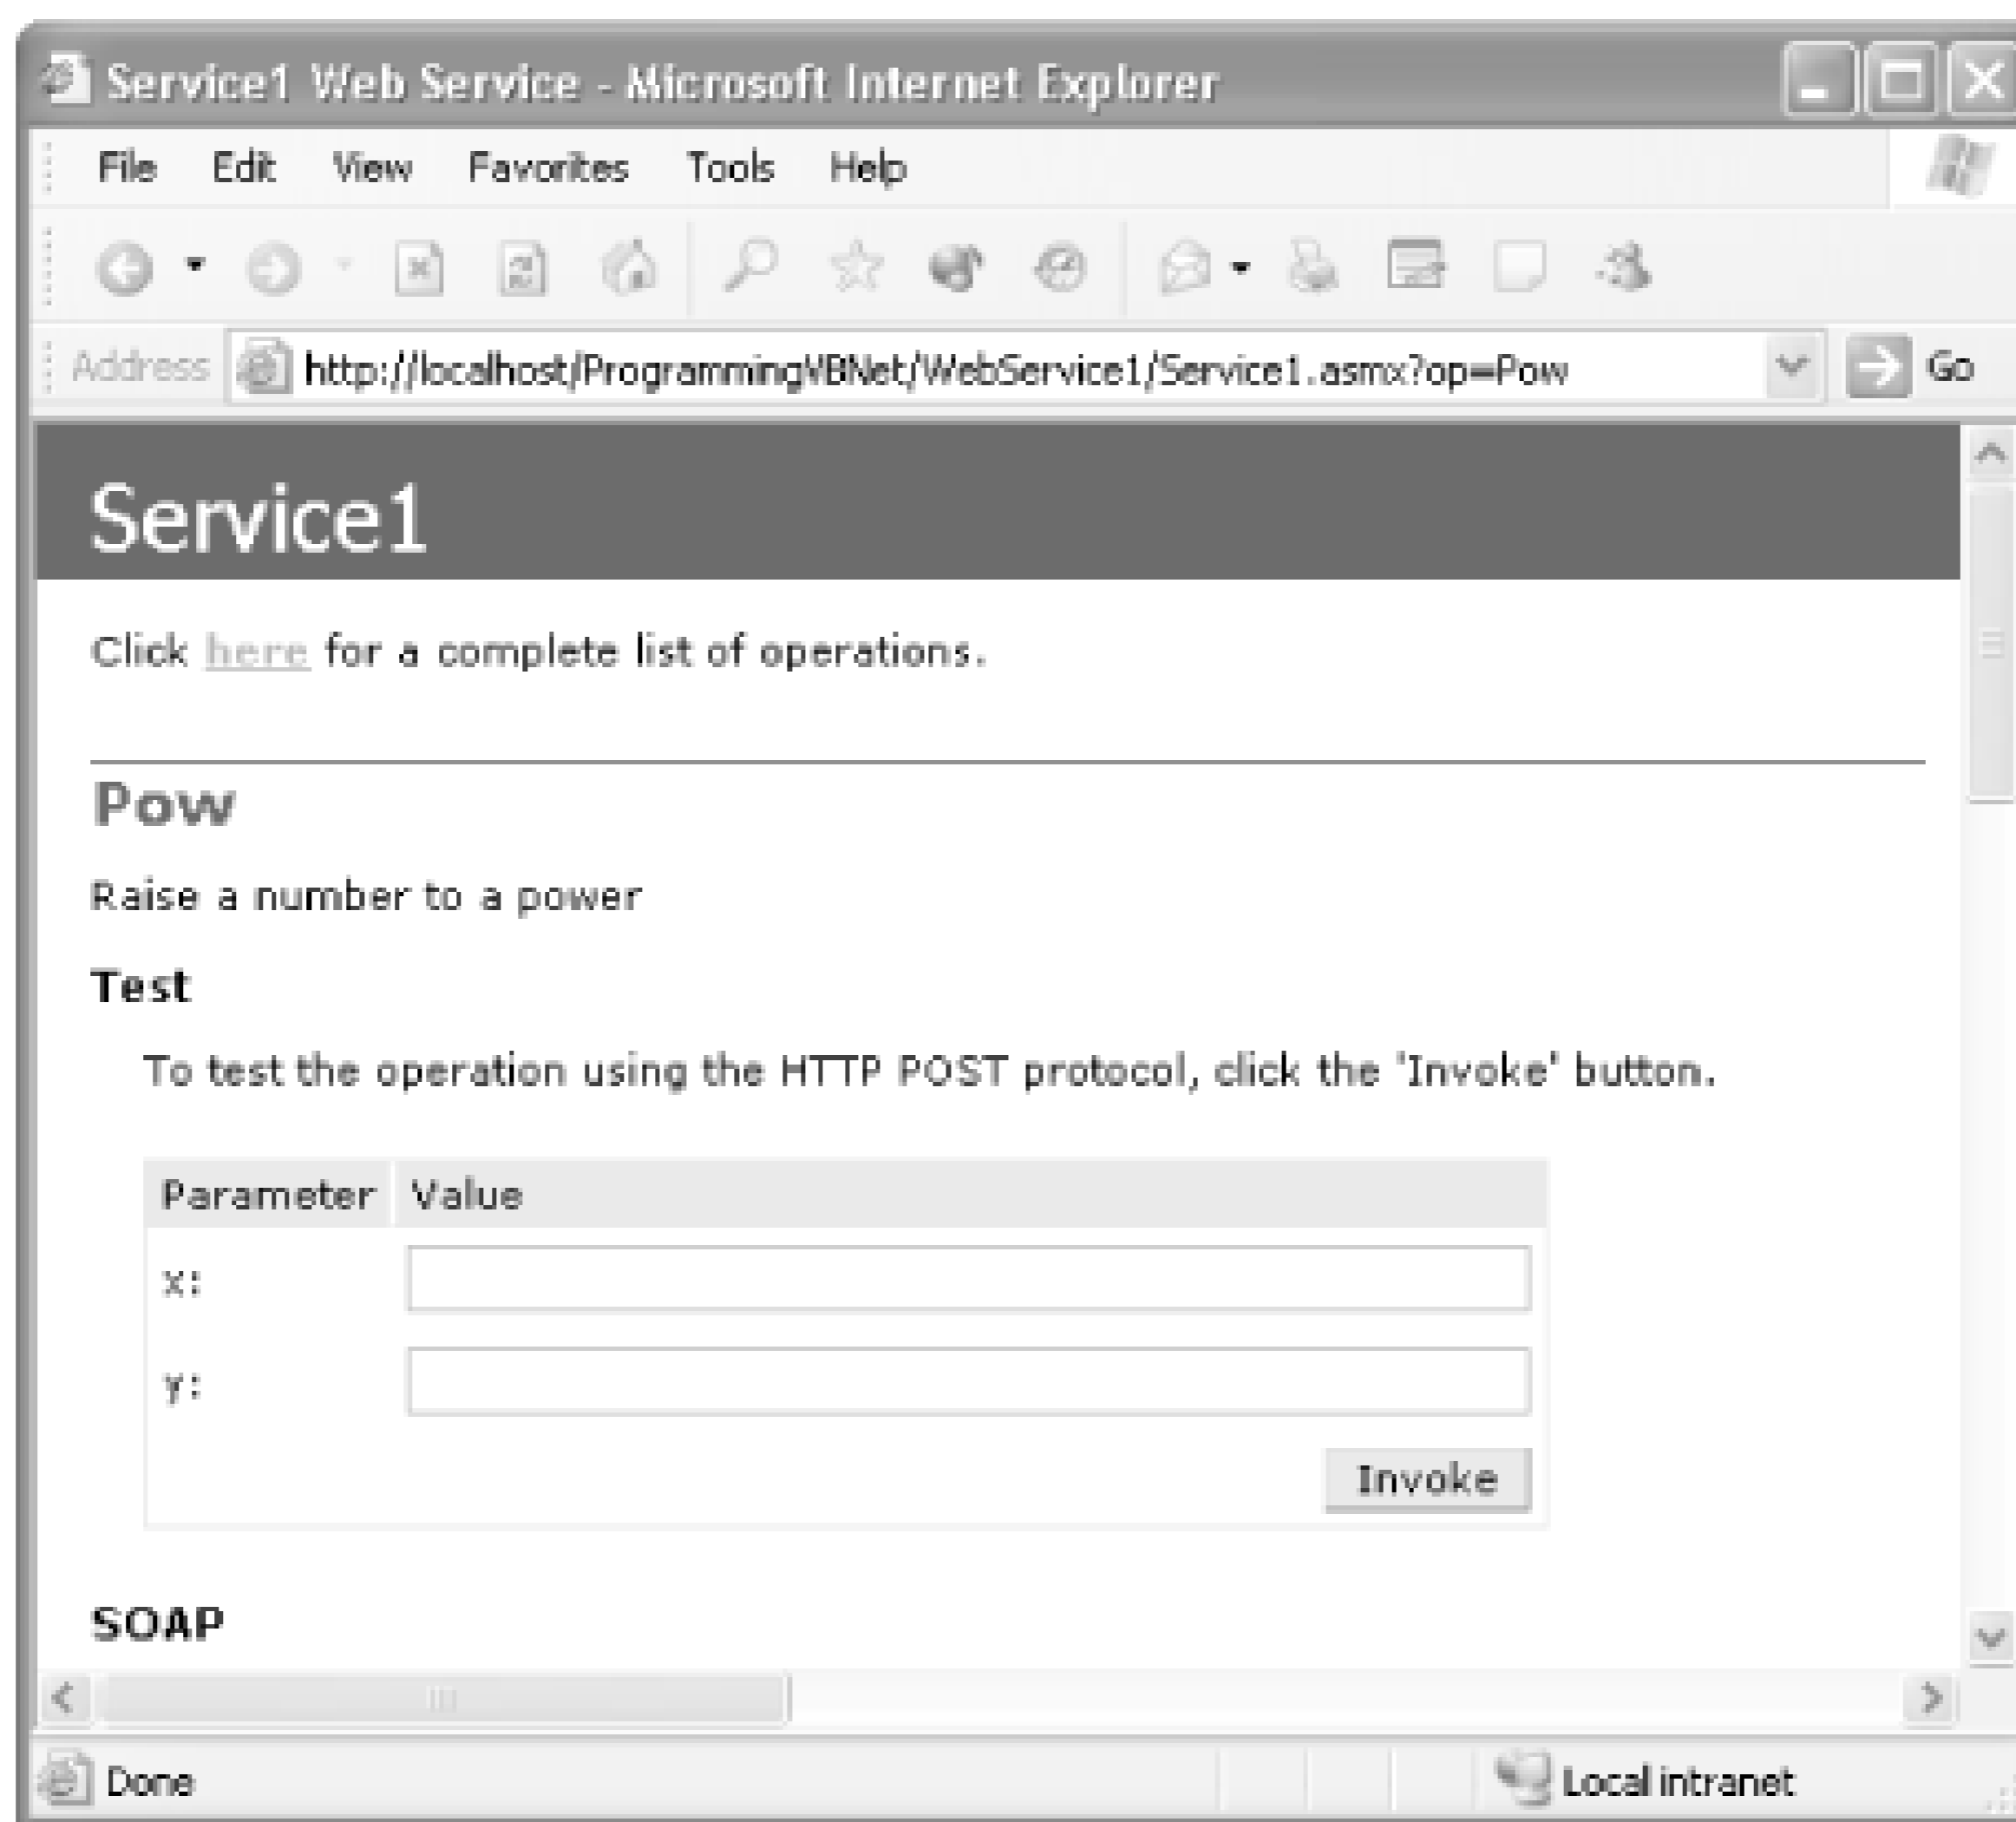 Service1 Web Service - Microsoft Internet Explorer
File Edit View Favorites Tools Help
Address http://localhost/ProgrammingVBNet/WebService1/Service1.asmx?op=Pow Go
Service1
Click here for a complete list of operations.
Pow
Raise a number to a power
Test
To test the operation using the HTTP POST protocol, click the 'Invoke' button.
Parameter Value
x:
y:
Invoke
SOAP
Done Local intranet